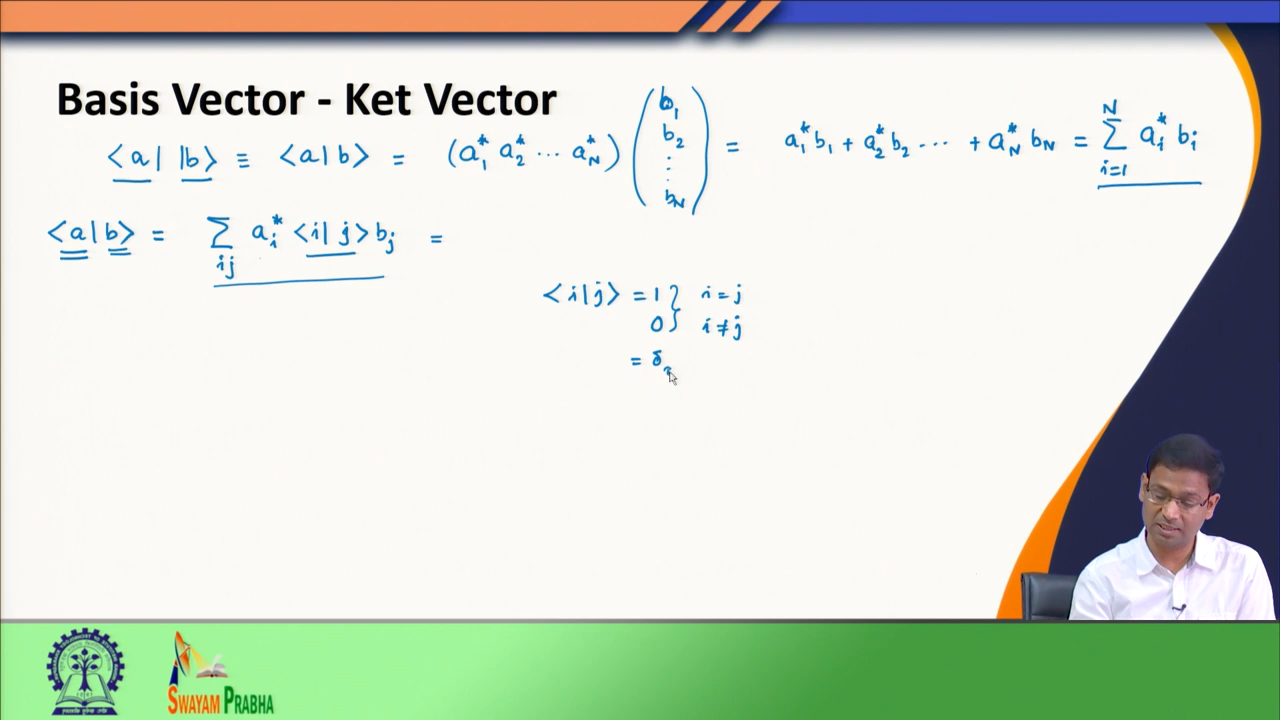 Basis Vector - Ket Vector
<a| |b> ≡ <a|b> = (a₁* a₂* ... a_N*) (b₁ b₂ : : b_N) = a₁* b₁ + a₂* b₂ ... + a_N* b_N = Σ_{i=1}^{N} a_i* b_i
<a|b> = Σ_{ij} a_i* <i|j> b_j =
<i|j> = 1 } i = j
0 } i ≠ j
= δ
SWAYAM PRABHA